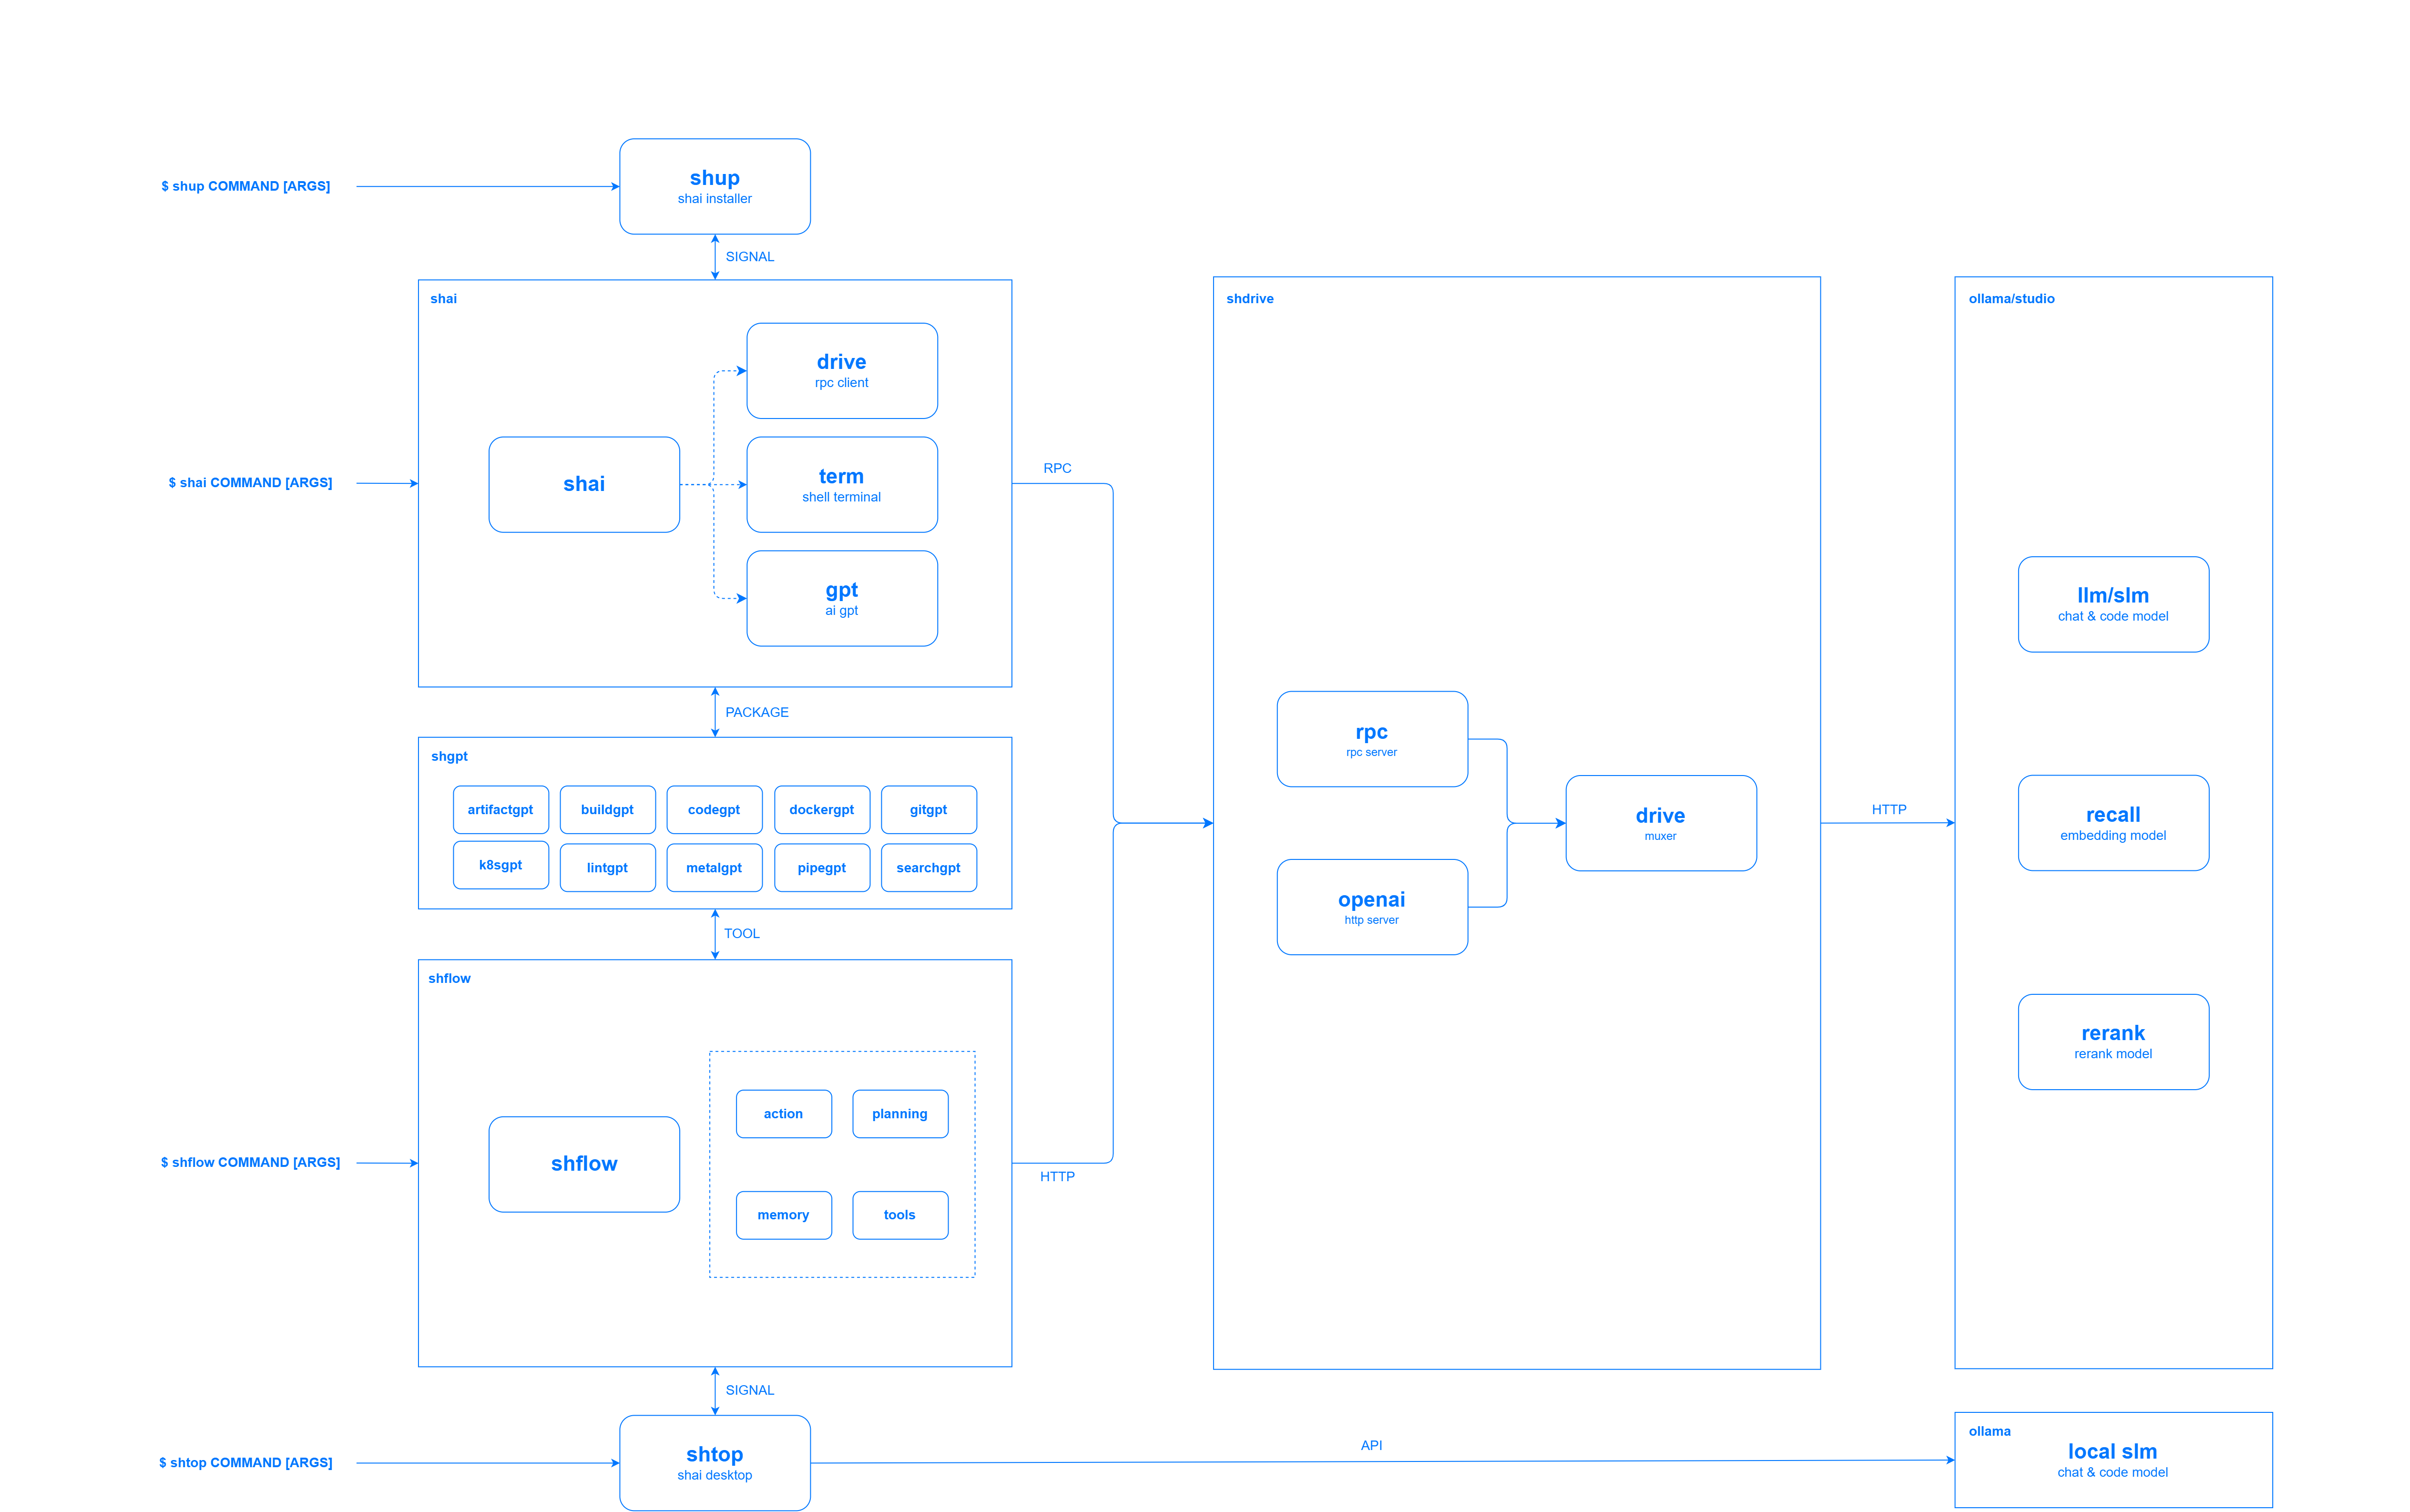 $ shup COMMAND [ARGS]
shup
shai installer
SIGNAL
shai
drive
rpc client
$ shai COMMAND [ARGS]
shai
term
shell terminal
gpt
ai gpt
RPC
PACKAGE
shgpt
artifactgpt
buildgpt
codegpt
dockergpt
gitgpt
k8sgpt
lintgpt
metalgpt
pipegpt
searchgpt
TOOL
shflow
$ shflow COMMAND [ARGS]
shflow
action
planning
memory
tools
HTTP
SIGNAL
$ shtop COMMAND [ARGS]
shtop
shai desktop
API
shdrive
rpc
rpc server
openai
http server
drive
muxer
HTTP
ollama/studio
llm/slm
chat & code model
recall
embedding model
rerank
rerank model
ollama
local slm
chat & code model